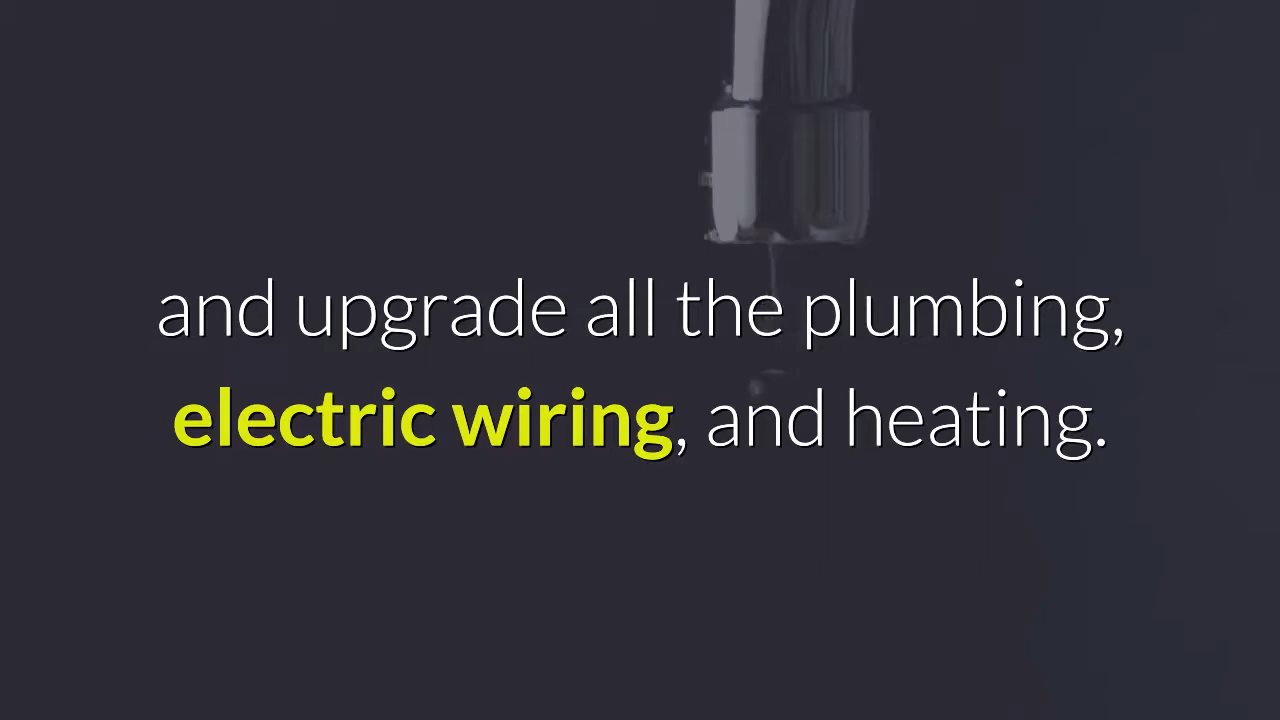 and upgrade all the plumbing,
electric wiring, and heating.